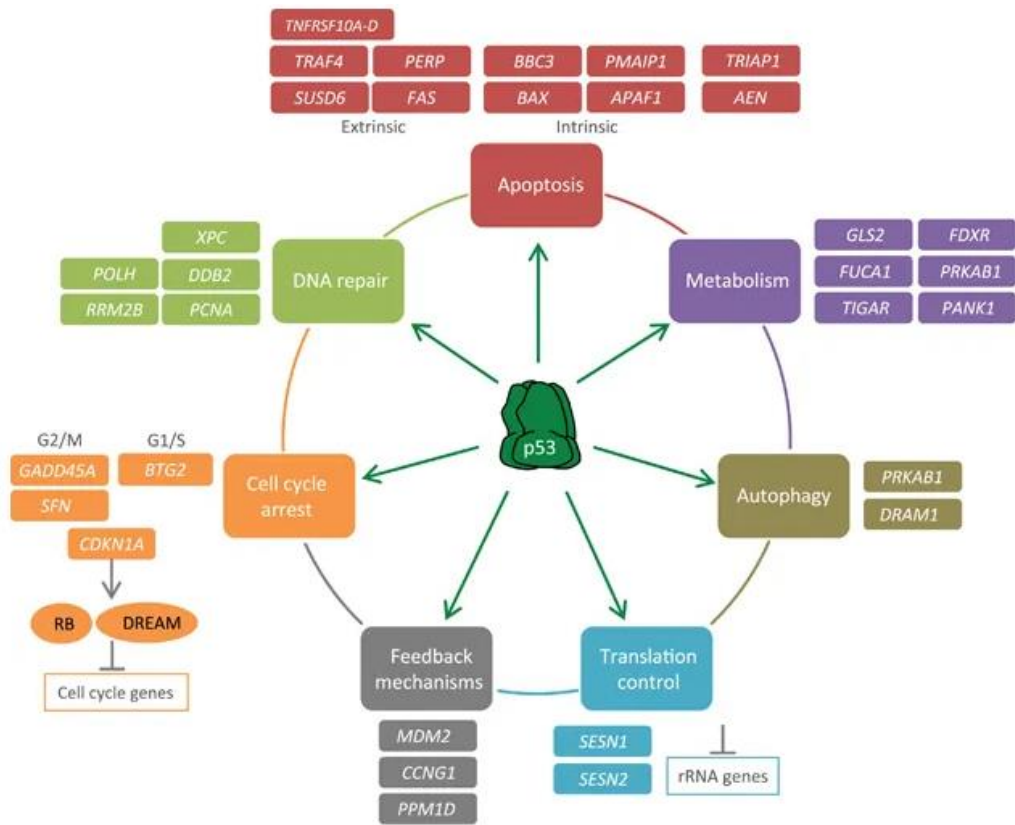 TNFRSF10A-D
TRAF4 PERP BBC3 PMAIP1 TRIAP1
SUSD6 FAS BAX APAF1 AEN
Extrinsic Intrinsic
Apoptosis
XPC
POLH DDB2
RRM2B PCNA
DNA repair
Metabolism
GLS2 FDXR
FUCA1 PRKAB1
TIGAR PANK1
p53
G2/M G1/S
GADD45A BTG2
SFN
CDKN1A
Cell cycle
arrest
RB DREAM
Cell cycle genes
Autophagy
PRKAB1
DRAM1
Feedback
mechanisms
MDM2
CCNG1
PPM1D
Translation
control
SESN1
SESN2
rRNA genes